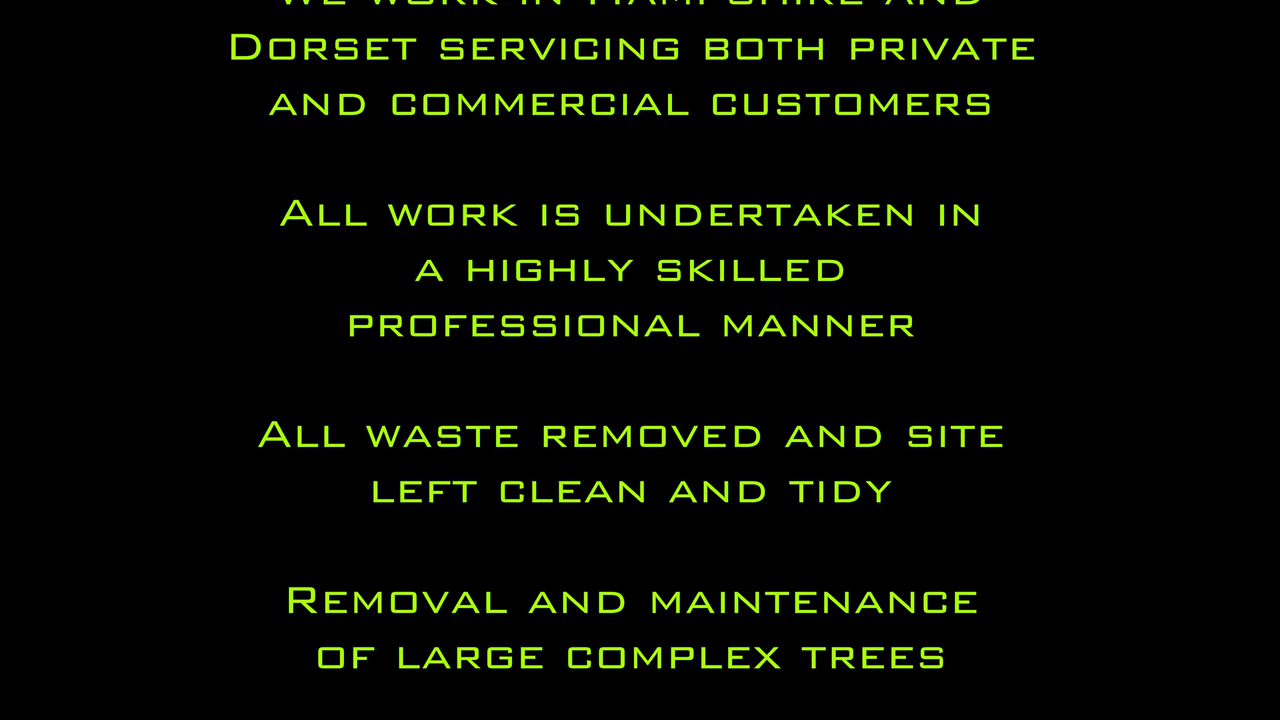 We work in Hampshire and
Dorset servicing both private
and commercial customers
All work is undertaken in
a highly skilled
professional manner
All waste removed and site
left clean and tidy
Removal and maintenance
of large complex trees